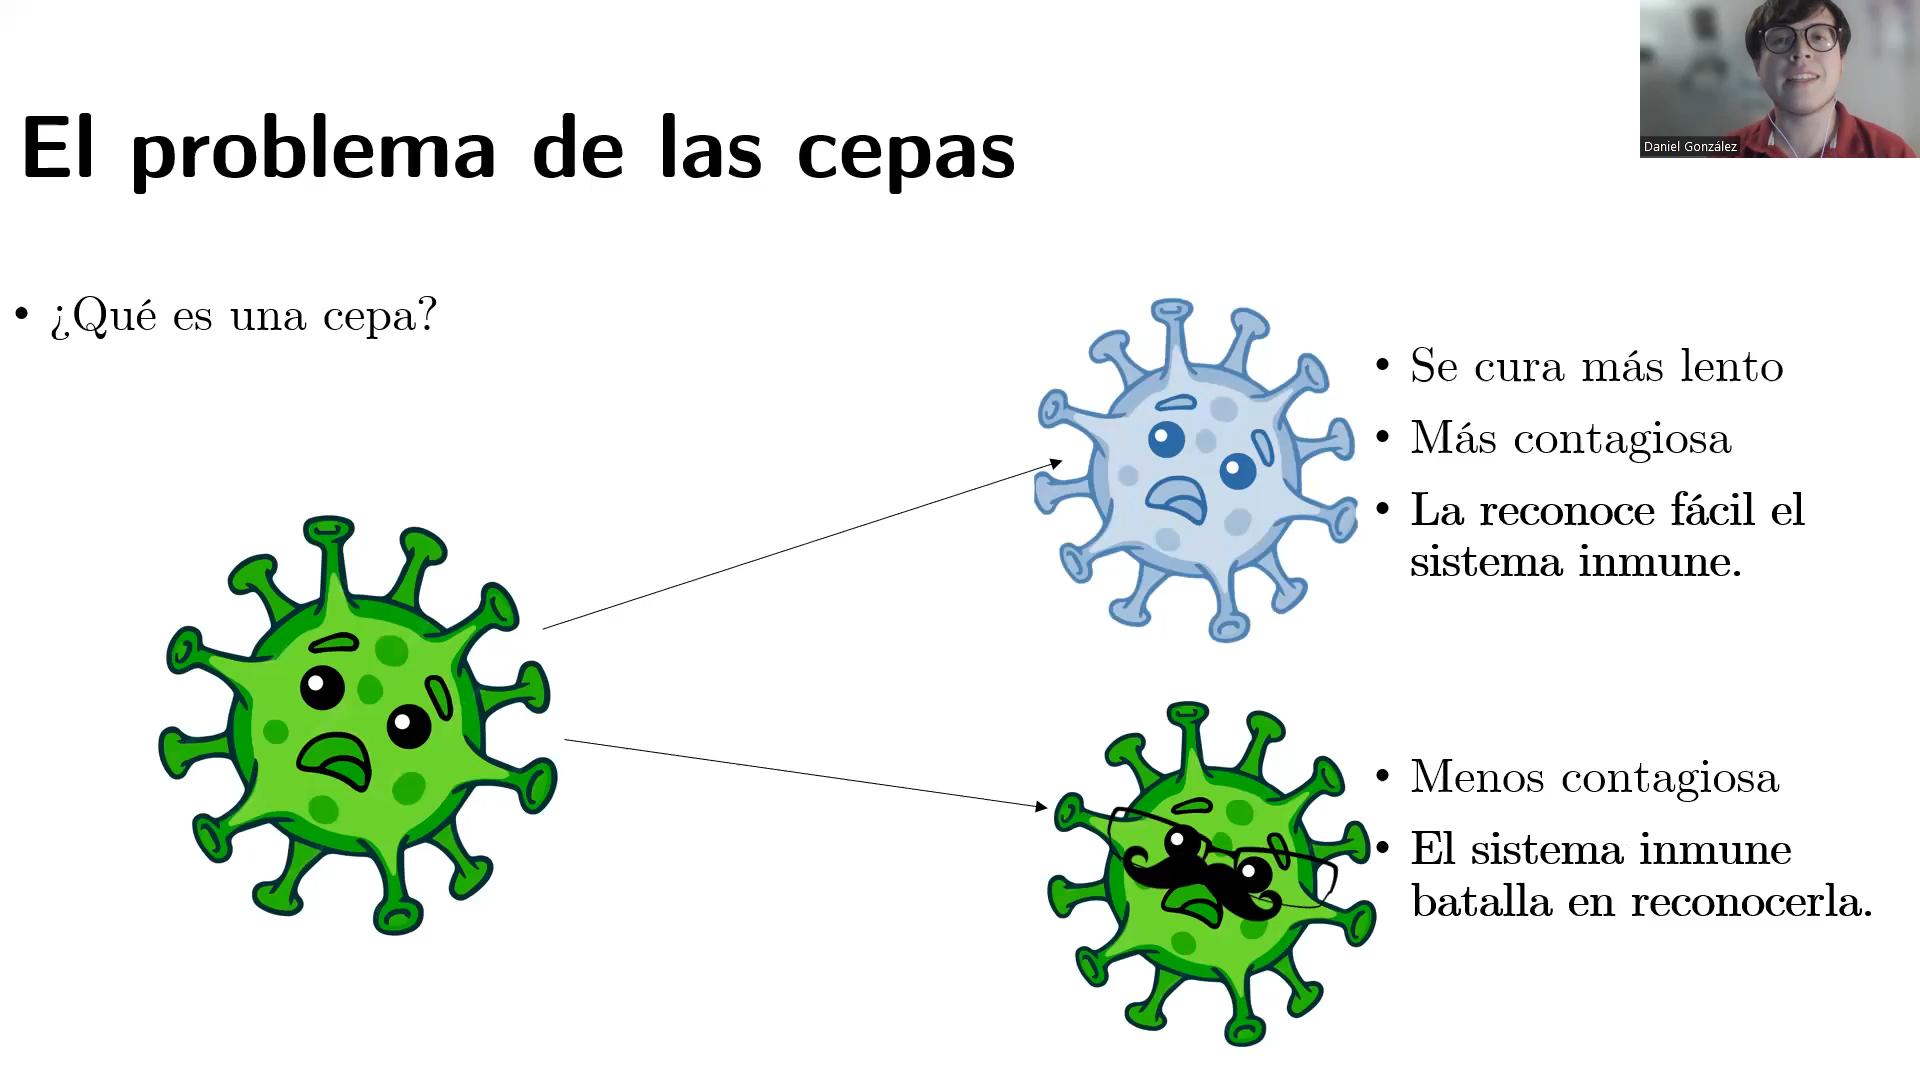 Daniel González
El problema de las cepas
• ¿Qué es una cepa?
• Se cura más lento
• Más contagiosa
• La reconoce fácil el
sistema inmune.
• Menos contagiosa
• El sistema inmune
batalla en reconocerla.